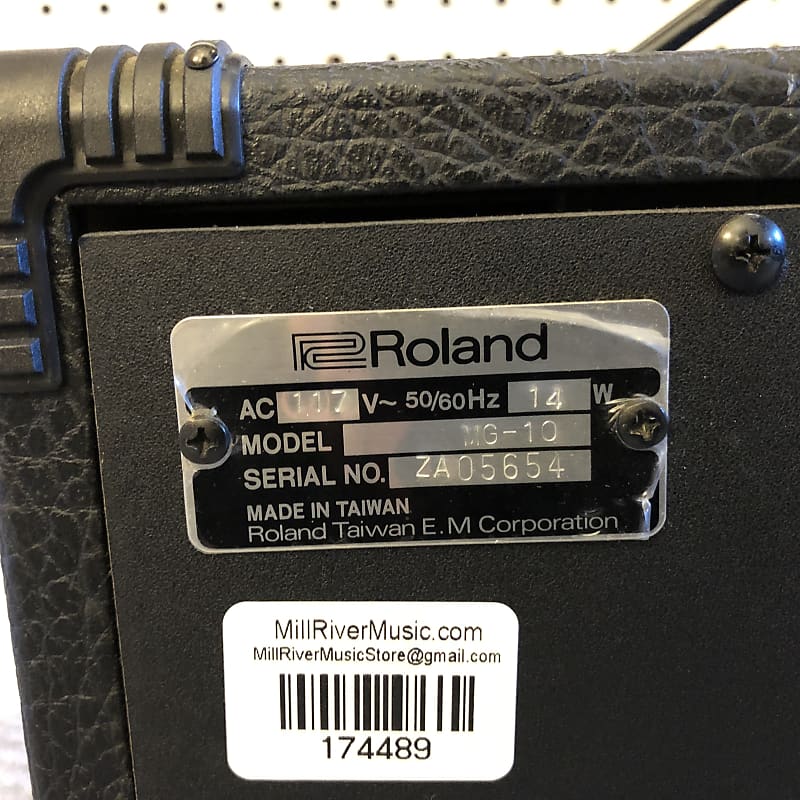 Roland
AC 117 V~ 50/60Hz 14 W
MODEL MG-10
SERIAL NO. ZA05654
MADE IN TAIWAN
Roland Taiwan E.M Corporation
MillRiverMusic.com
MillRiverMusicStore@gmail.com
174489